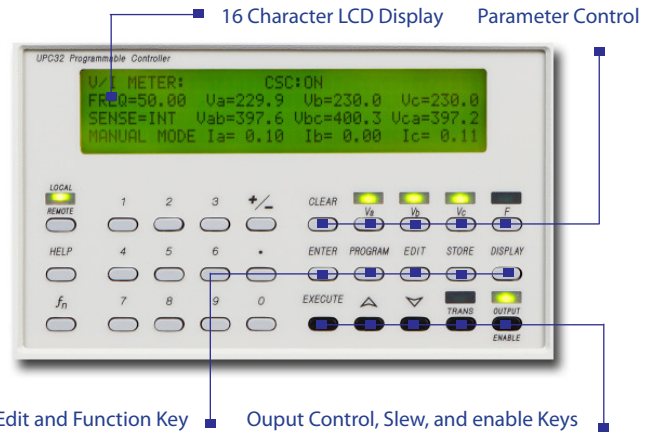 16 Character LCD Display Parameter Control
UPC32 Programmable Controller
V/I METER: CSC:ON
FREQ=50.00 Va=229.9 Vb=230.0 Vc=230.0
SENSE=INT Vab=397.6 Vbc=400.3 Vca=397.2
MANUAL MODE Ia= 0.10 Ib= 0.00 Ic= 0.11
LOCAL
REMOTE 1 2 3 +/- CLEAR Va Vb Vc F
HELP 4 5 6 . ENTER PROGRAM EDIT STORE DISPLAY
fn 7 8 9 0 EXECUTE TRANS OUTPUT
ENABLE
Edit and Function Key Ouput Control, Slew, and enable Keys